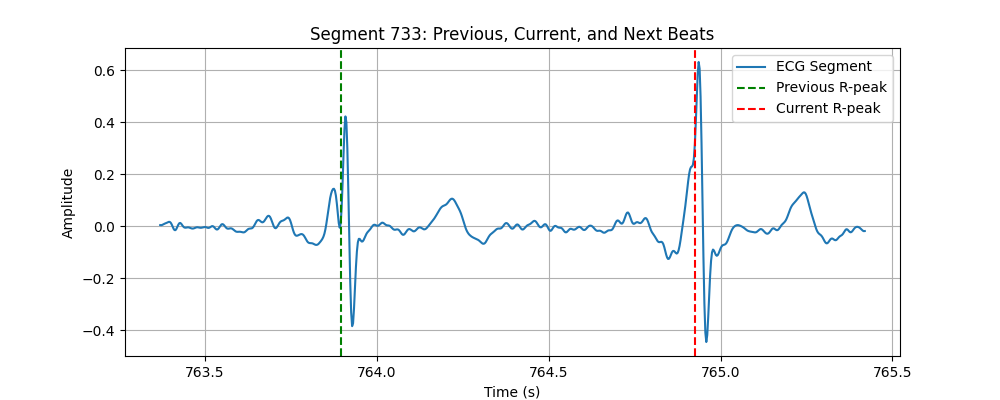 Segment 733: Previous, Current, and Next Beats
ECG Segment
Previous R-peak
Current R-peak
Amplitude
0.6
0.4
0.2
0.0
−0.2
−0.4
763.5 764.0 764.5 765.0 765.5
Time (s)